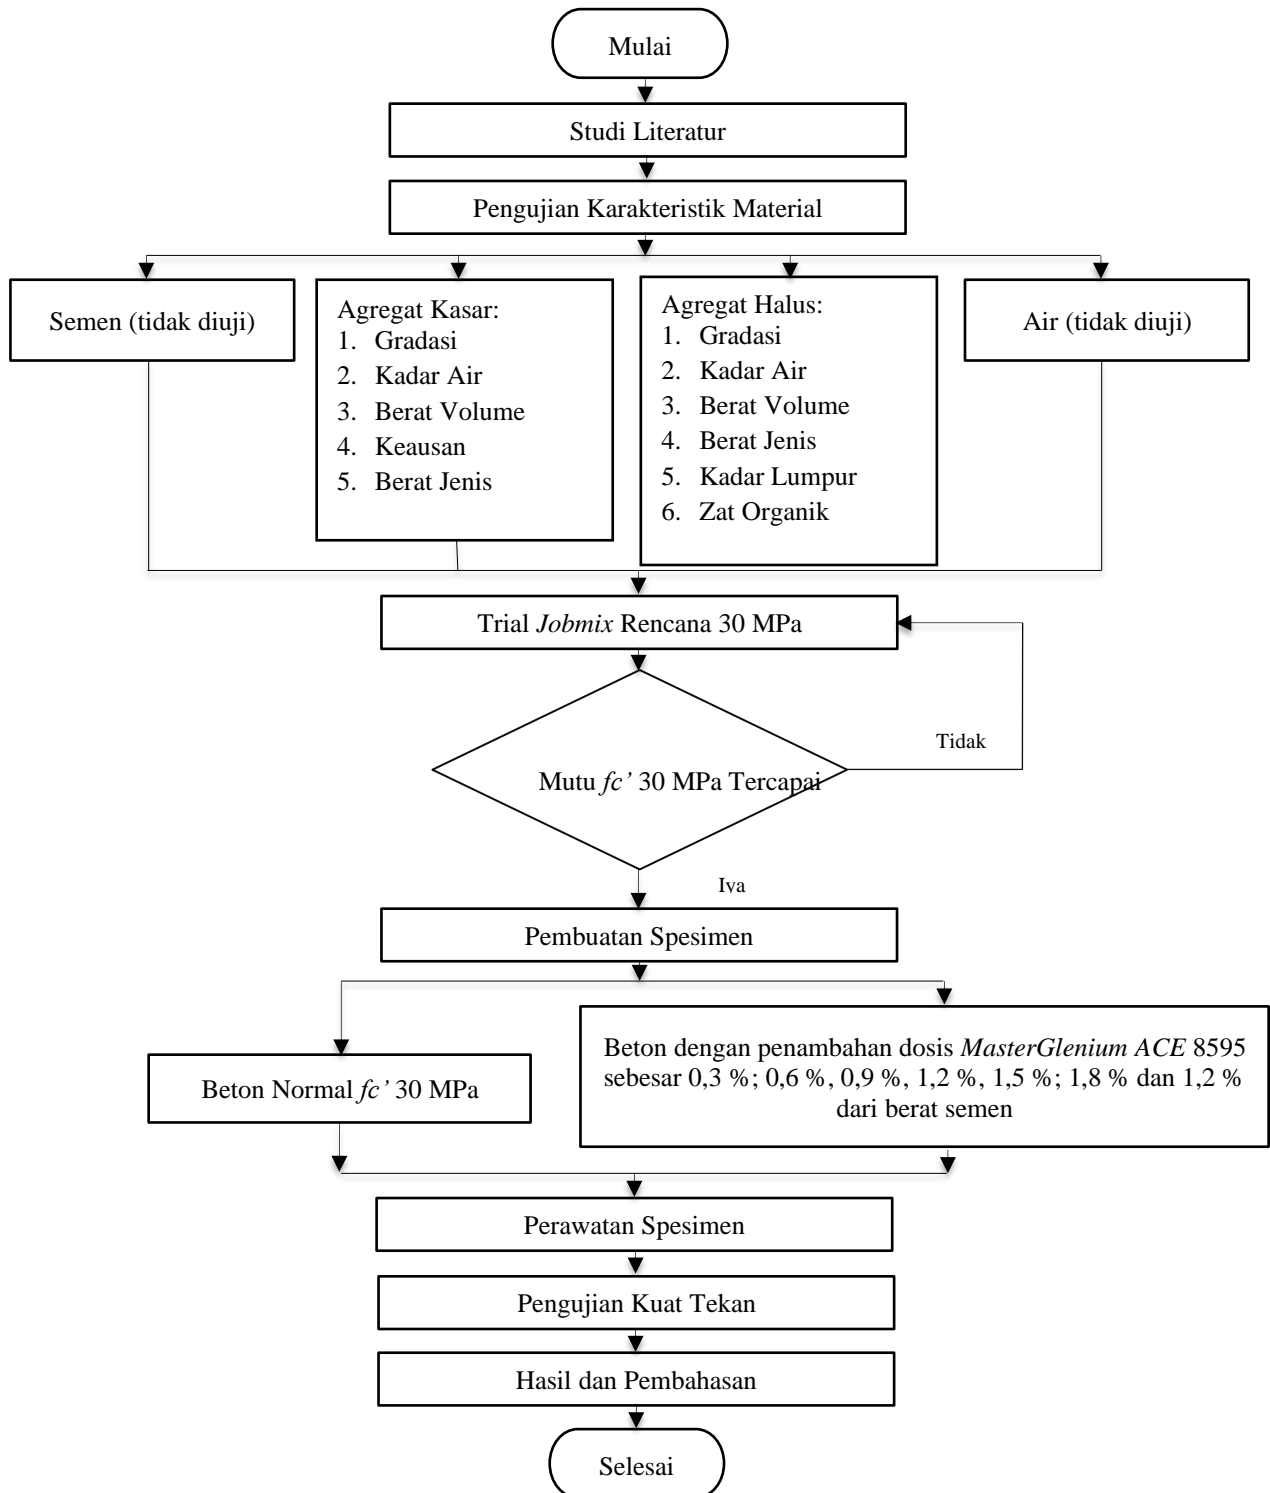 Mulai
Studi Literatur
Pengujian Karakteristik Material
Semen (tidak diuji)
Agregat Kasar:
1. Gradasi
2. Kadar Air
3. Berat Volume
4. Keausan
5. Berat Jenis
Agregat Halus:
1. Gradasi
2. Kadar Air
3. Berat Volume
4. Berat Jenis
5. Kadar Lumpur
6. Zat Organik
Air (tidak diuji)
Trial Jobmix Rencana 30 MPa
Mutu fc’ 30 MPa Tercapai
Tidak
Iya
Pembuatan Spesimen
Beton Normal fc’ 30 MPa
Beton dengan penambahan dosis MasterGlenium ACE 8595
sebesar 0,3 %; 0,6 %, 0,9 %, 1,2 %, 1,5 %; 1,8 % dan 1,2 %
dari berat semen
Perawatan Spesimen
Pengujian Kuat Tekan
Hasil dan Pembahasan
Selesai